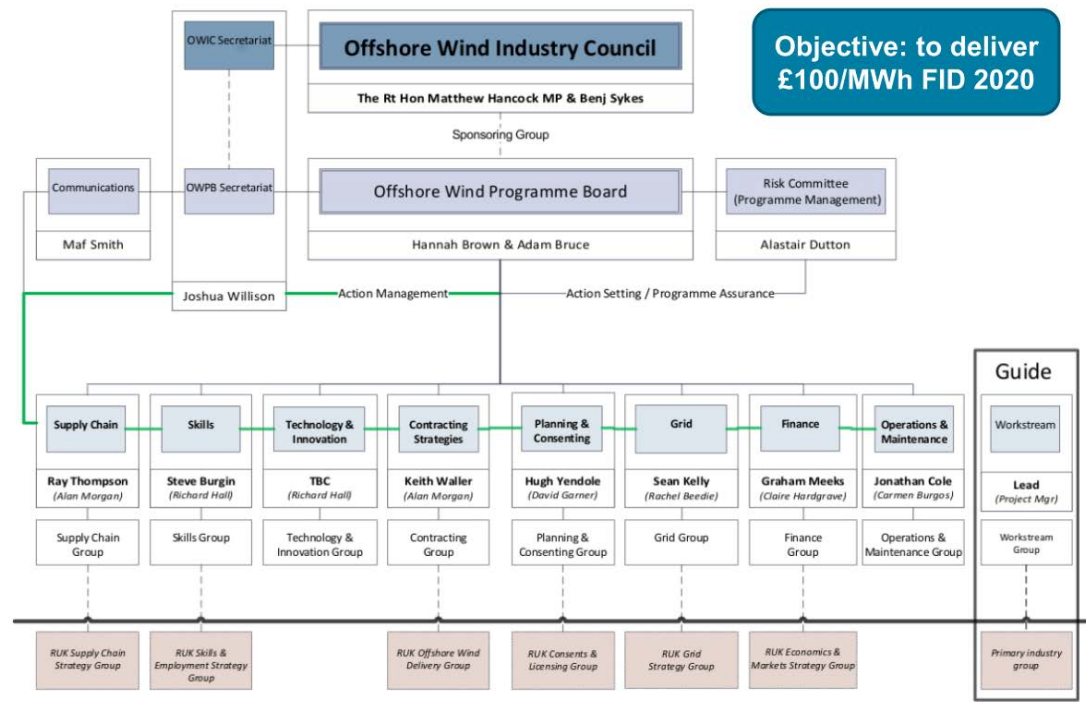 OWIC Secretariat
Offshore Wind Industry Council
Objective: to deliver
£100/MWh FID 2020
The Rt Hon Matthew Hancock MP & Benj Sykes
Sponsoring Group
Communications
OWPB Secretariat
Offshore Wind Programme Board
Risk Committee
(Programme Management)
Maf Smith
Hannah Brown & Adam Bruce
Alastair Dutton
Joshua Willison
Action Management
Action Setting / Programme Assurance
Guide
Supply Chain
Skills
Technology &
Innovation
Contracting
Strategies
Planning &
Consenting
Grid
Finance
Operations &
Maintenance
Workstream
Ray Thompson
(Alan Morgan)
Steve Burgin
(Richard Hall)
TBC
(Richard Hall)
Keith Waller
(Alan Morgan)
Hugh Yendole
(David Garner)
Sean Kelly
(Rachel Beedie)
Graham Meeks
(Claire Hardgrave)
Jonathan Cole
(Carmen Burgos)
Lead
(Project Mgr)
Supply Chain
Group
Skills Group
Technology &
Innovation Group
Contracting
Group
Planning &
Consenting Group
Grid Group
Finance
Group
Operations &
Maintenance Group
Workstream
Group
RUK Supply Chain
Strategy Group
RUK Skills &
Employment Strategy
Group
RUK Offshore Wind
Delivery Group
RUK Consents &
Licensing Group
RUK Grid
Strategy Group
RUK Economics &
Markets Strategy Group
Primary industry
group